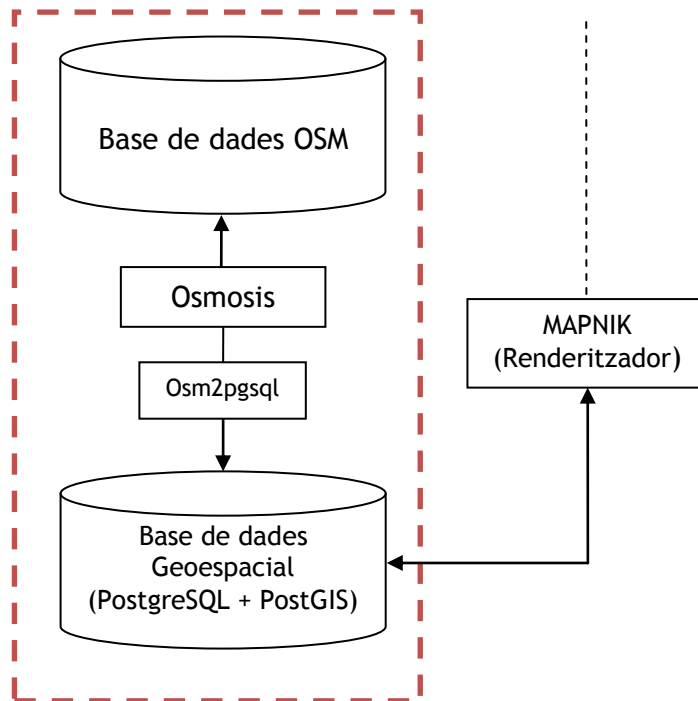 Base de dades OSM
Osmosis
MAPNIK
(Renderitzador)
Osm2pgsql
Base de dades
Geoespacial
(PostgreSQL + PostGIS)